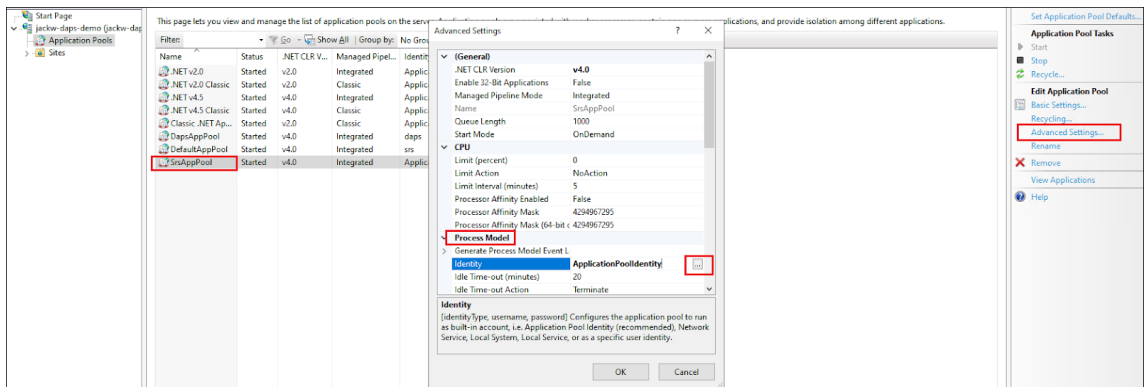 Start Page
jackw-daps-demo (jackw-dap
Application Pools
Sites
This page lets you view and manage the list of application pools on the serve
plications, and provide isolation among different applications.
Filter: Go Show All Group by: No Grou
Name Status .NET CLR V... Managed Pipel... Identit
.NET v2.0 Started v2.0 Integrated Applic
.NET v2.0 Classic Started v2.0 Classic Applic
.NET v4.5 Started v4.0 Integrated Applic
.NET v4.5 Classic Started v4.0 Classic Applic
Classic .NET Ap... Started v2.0 Classic Applic
DapsAppPool Started v4.0 Integrated daps
DefaultAppPool Started v4.0 Integrated srs
SrsAppPool Started v4.0 Integrated Applic
Advanced Settings ? ×
(General)
.NET CLR Version v4.0
Enable 32-Bit Applications False
Managed Pipeline Mode Integrated
Name SrsAppPool
Queue Length 1000
Start Mode OnDemand
CPU
Limit (percent) 0
Limit Action NoAction
Limit Interval (minutes) 5
Processor Affinity Enabled False
Processor Affinity Mask 4294967295
Processor Affinity Mask (64-bit c 4294967295
Process Model
Generate Process Model Event L
Identity ApplicationPoolIdentity ...
Idle Time-out (minutes) 20
Idle Time-out Action Terminate
Identity
[identityType, username, password] Configures the application pool to run
as built-in account, i.e. Application Pool Identity (recommended), Network
Service, Local System, Local Service, or as a specific user identity.
OK Cancel
Set Application Pool Defaults...
Application Pool Tasks
Start
Stop
Recycle...
Edit Application Pool
Basic Settings...
Recycling...
Advanced Settings...
Rename
Remove
View Applications
Help